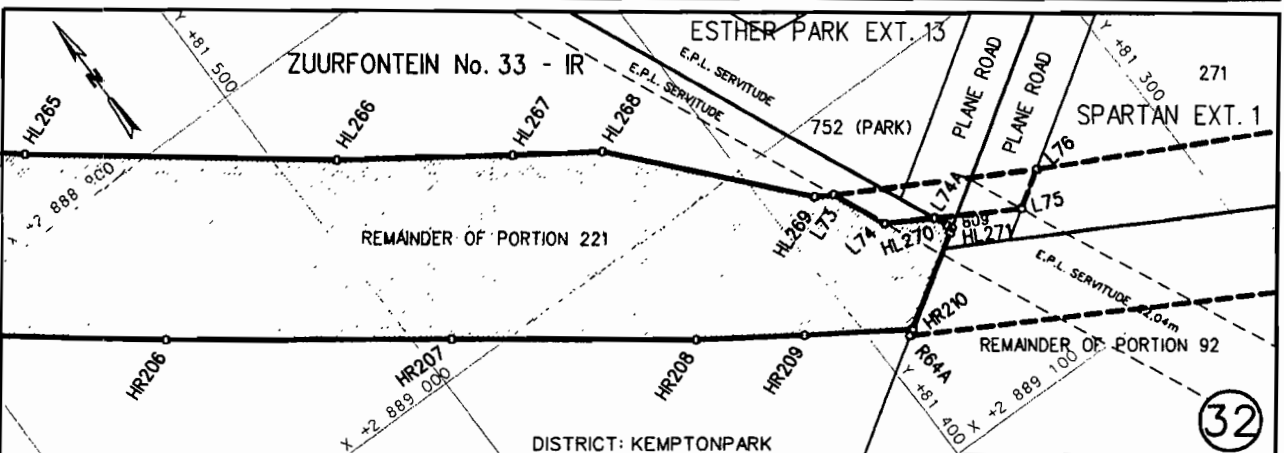 ESTHER PARK EXT. 13
Y +81 500
ZUURFONTEIN No. 33 - IR
E.P.L. SERVITUDE
E.P.L. SERVITUDE
PLANE ROAD
PLANE ROAD
Y +81 300
271
SPARTAN EXT. 1
N
HL265
HL266
HL267
HL268
752 (PARK)
L76
X +2 888 900
L74A
L75
HL269
L73
L74
HL270
609
HL271
REMAINDER OF PORTION 221
E.P.L. SERVITUDE
HR210
REMAINDER OF PORTION 92
HR206
HR207
HR208
HR209
R64A
X +2 889 000
Y +81 400
X +2 889 100
DISTRICT: KEMPTONPARK
32